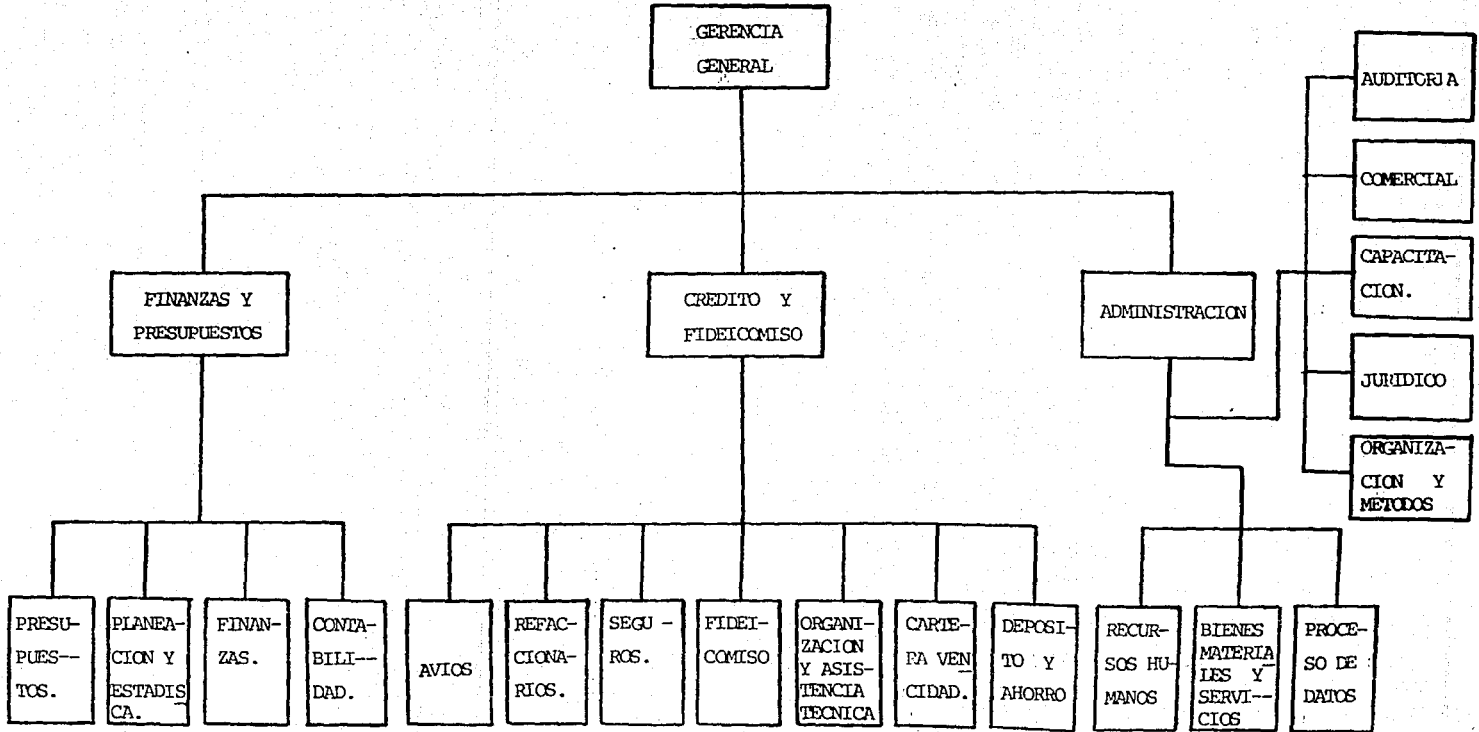 GERENCIA
GENERAL
AUDITORJA
COMERCIAL
CAPACITA-
CION.
JURIDICO
ORGANIZA-
CION Y
METODOS
FINANZAS Y
PRESUPUESTOS
CREDITO Y
FIDEICOMISO
ADMINISTRACION
PRESU-
PUES--
TOS.
PLANEA-
CION Y
ESTADIS
CA.
FINAN-
ZAS.
CONTA-
BILI--
DAD.
AVIOS
REFAC-
CIONA-
RIOS.
SEGU -
ROS.
FIDEI-
COMISO
ORGANI-
ZACION
Y ASIS-
TENCIA
TECNICA
CARTE-
RA VEN
CIDAD.
DEPOSI-
TO Y
AHORRO
RECUR-
SOS HU-
MANOS
BIENES
MATERIA
LES Y
SERVI--
CIOS
PROCE-
SO DE
DATOS